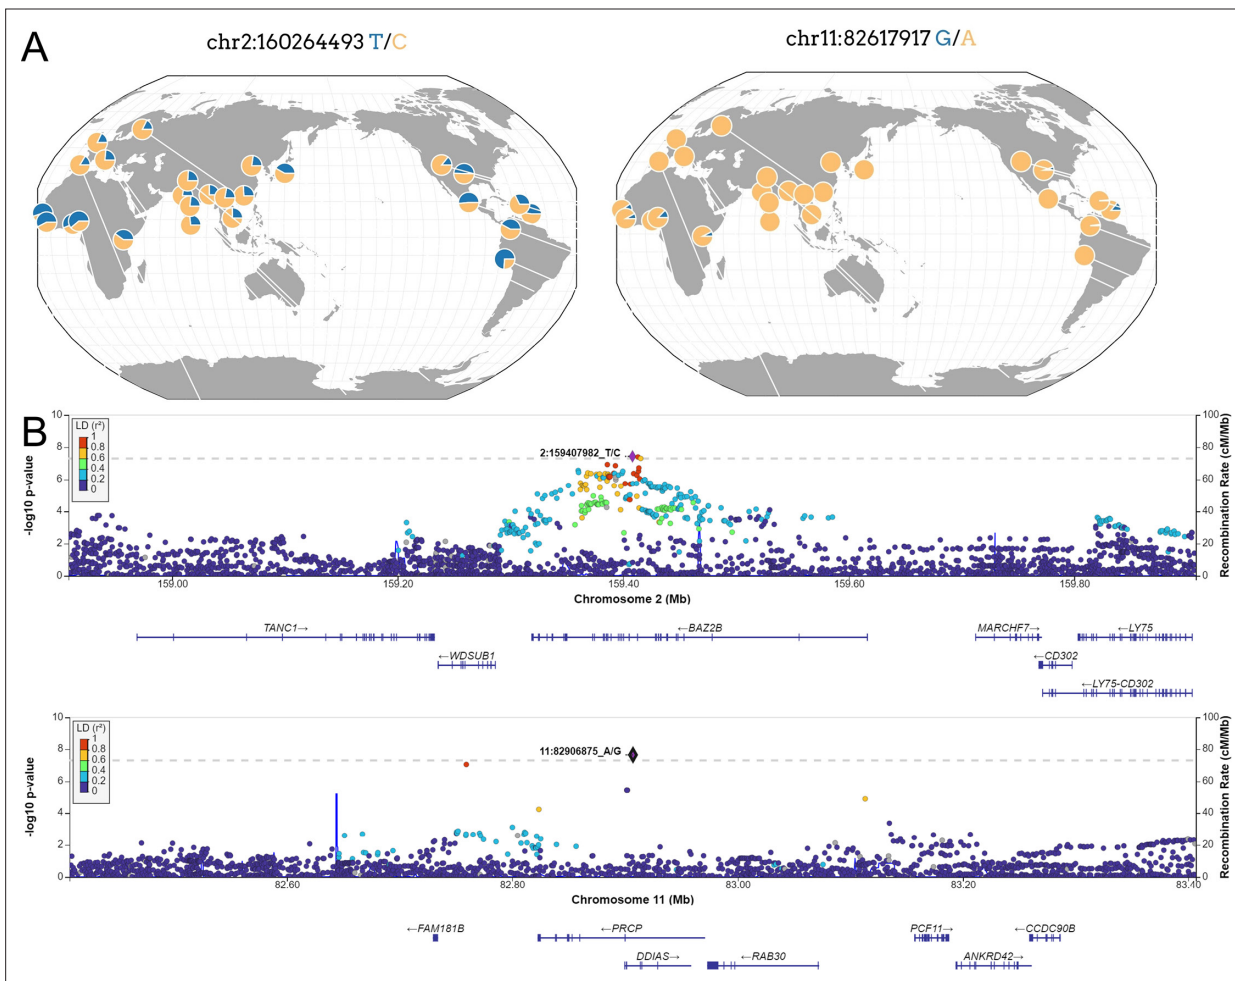 A
chr2:160264493 T/C
chr11:82617917 G/A
B
10
8
6
4
2
0
-log10 p-value
LD (r²)
1
0.8
0.6
0.4
0.2
0
2:159407982_T/C
100
80
60
40
20
0
Recombination Rate (cM/Mb)
159.00
159.20
159.40
159.60
159.80
Chromosome 2 (Mb)
TANC1→
←BAZ2B
MARCHF7→
←LY75
←WDSUB1
←CD302
←LY75-CD302
10
8
6
4
2
0
-log10 p-value
LD (r²)
1
0.8
0.6
0.4
0.2
0
11:82906875_A/G
100
80
60
40
20
0
Recombination Rate (cM/Mb)
82.60
82.80
83.00
83.20
83.40
Chromosome 11 (Mb)
←FAM181B
←PRCP
PCF11→
←CCDC90B
DDIAS→
←RAB30
ANKRD42→